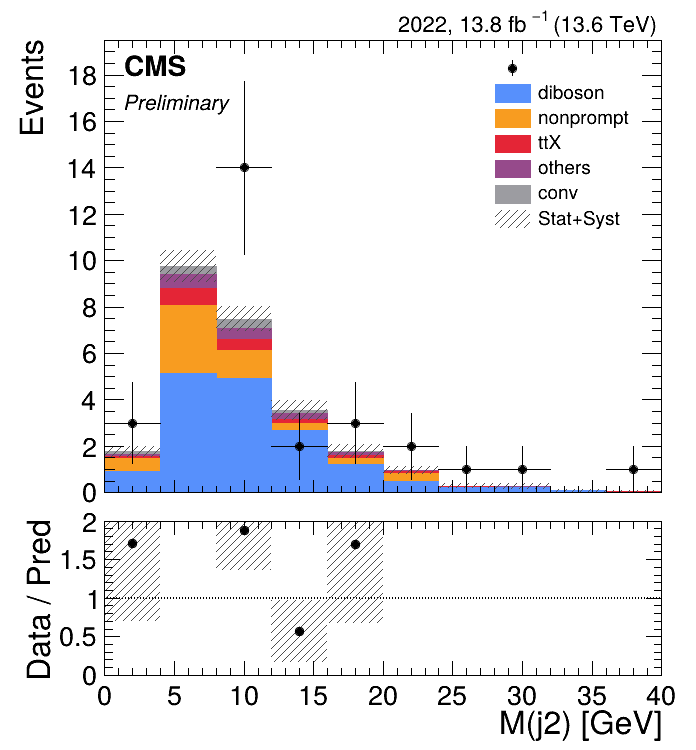 2022, 13.8 fb⁻¹ (13.6 TeV)
Events
CMS
Preliminary
diboson
nonprompt
ttX
others
conv
Stat+Syst
18
16
14
12
10
8
6
4
2
0
Data / Pred
2
1.5
1
0.5
0
0 5 10 15 20 25 30 35 40
M(j2) [GeV]